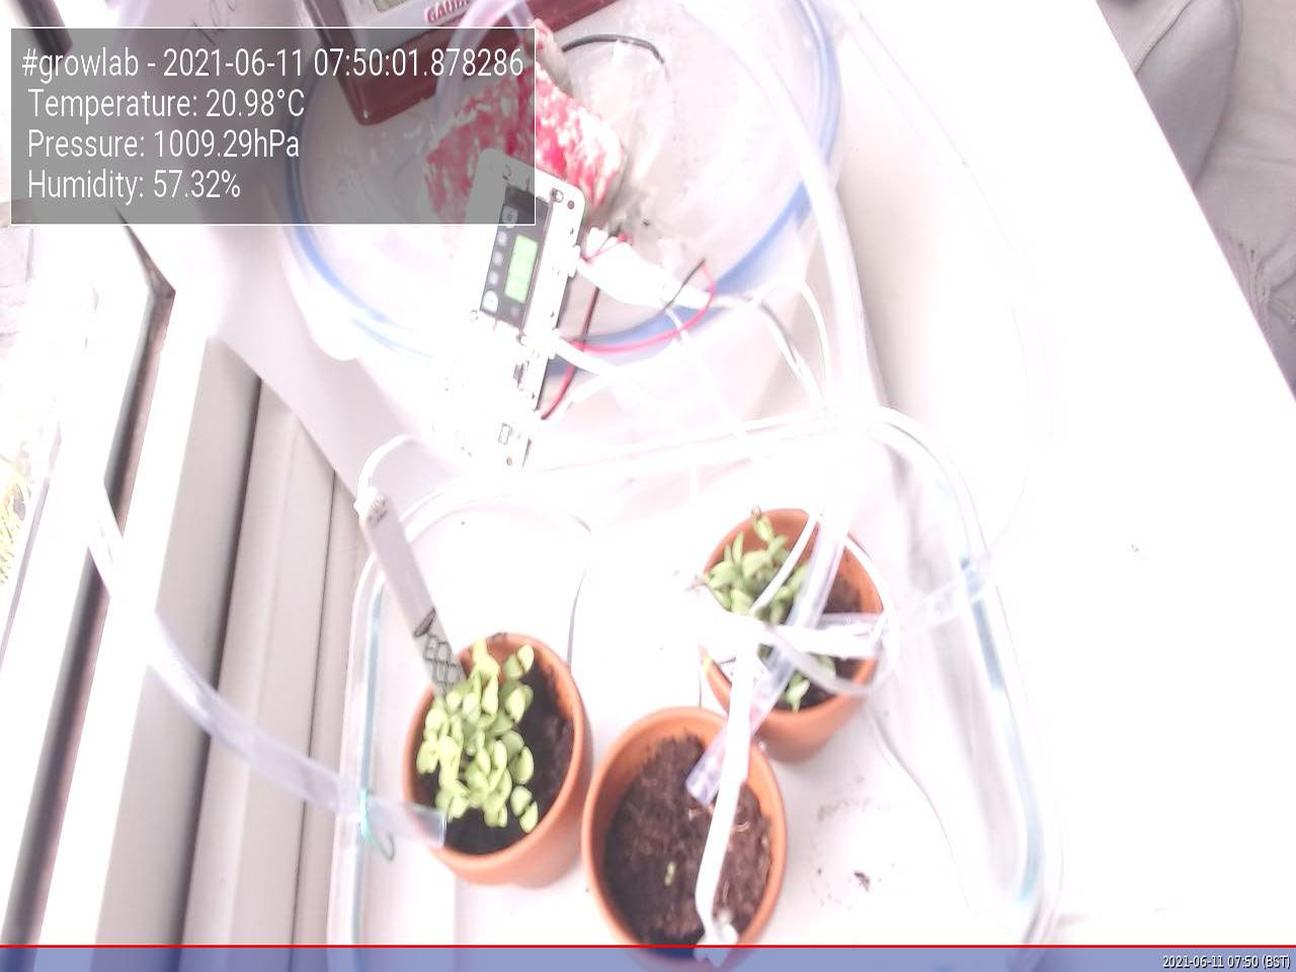 #growlab - 2021-06-11 07:50:01.878286
Temperature: 20.98°C
Pressure: 1009.29hPa
Humidity: 57.32%
2021-06-11 07:50 (BST)